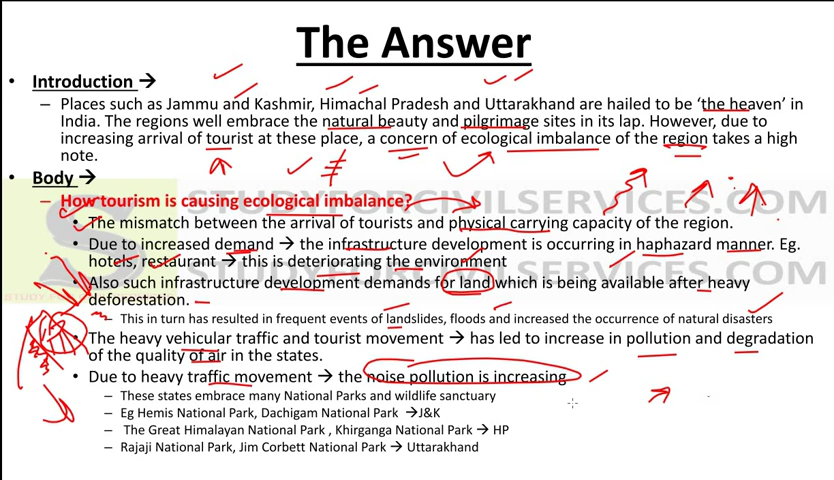 The Answer
• Introduction →
– Places such as Jammu and Kashmir, Himachal Pradesh and Uttarakhand are hailed to be ‘the heaven’ in
India. The regions well embrace the natural beauty and pilgrimage sites in its lap. However, due to
increasing arrival of tourist at these place, a concern of ecological imbalance of the region takes a high
note.
• Body →
– How tourism is causing ecological imbalance?
• The mismatch between the arrival of tourists and physical carrying capacity of the region.
• Due to increased demand → the infrastructure development is occurring in haphazard manner. Eg.
hotels, restaurant → this is deteriorating the environment
• Also such infrastructure development demands for land which is being available after heavy
deforestation.
– This in turn has resulted in frequent events of landslides, floods and increased the occurrence of natural disasters
• The heavy vehicular traffic and tourist movement → has led to increase in pollution and degradation
of the quality of air in the states.
• Due to heavy traffic movement → the noise pollution is increasing
– These states embrace many National Parks and wildlife sanctuary
– Eg Hemis National Park, Dachigam National Park →J&K
– The Great Himalayan National Park , Khirganga National Park → HP
– Rajaji National Park, Jim Corbett National Park → Uttarakhand
STUDYFORCIVILSERVICES.COM
STUDYFORCIVILSERVICES.COM